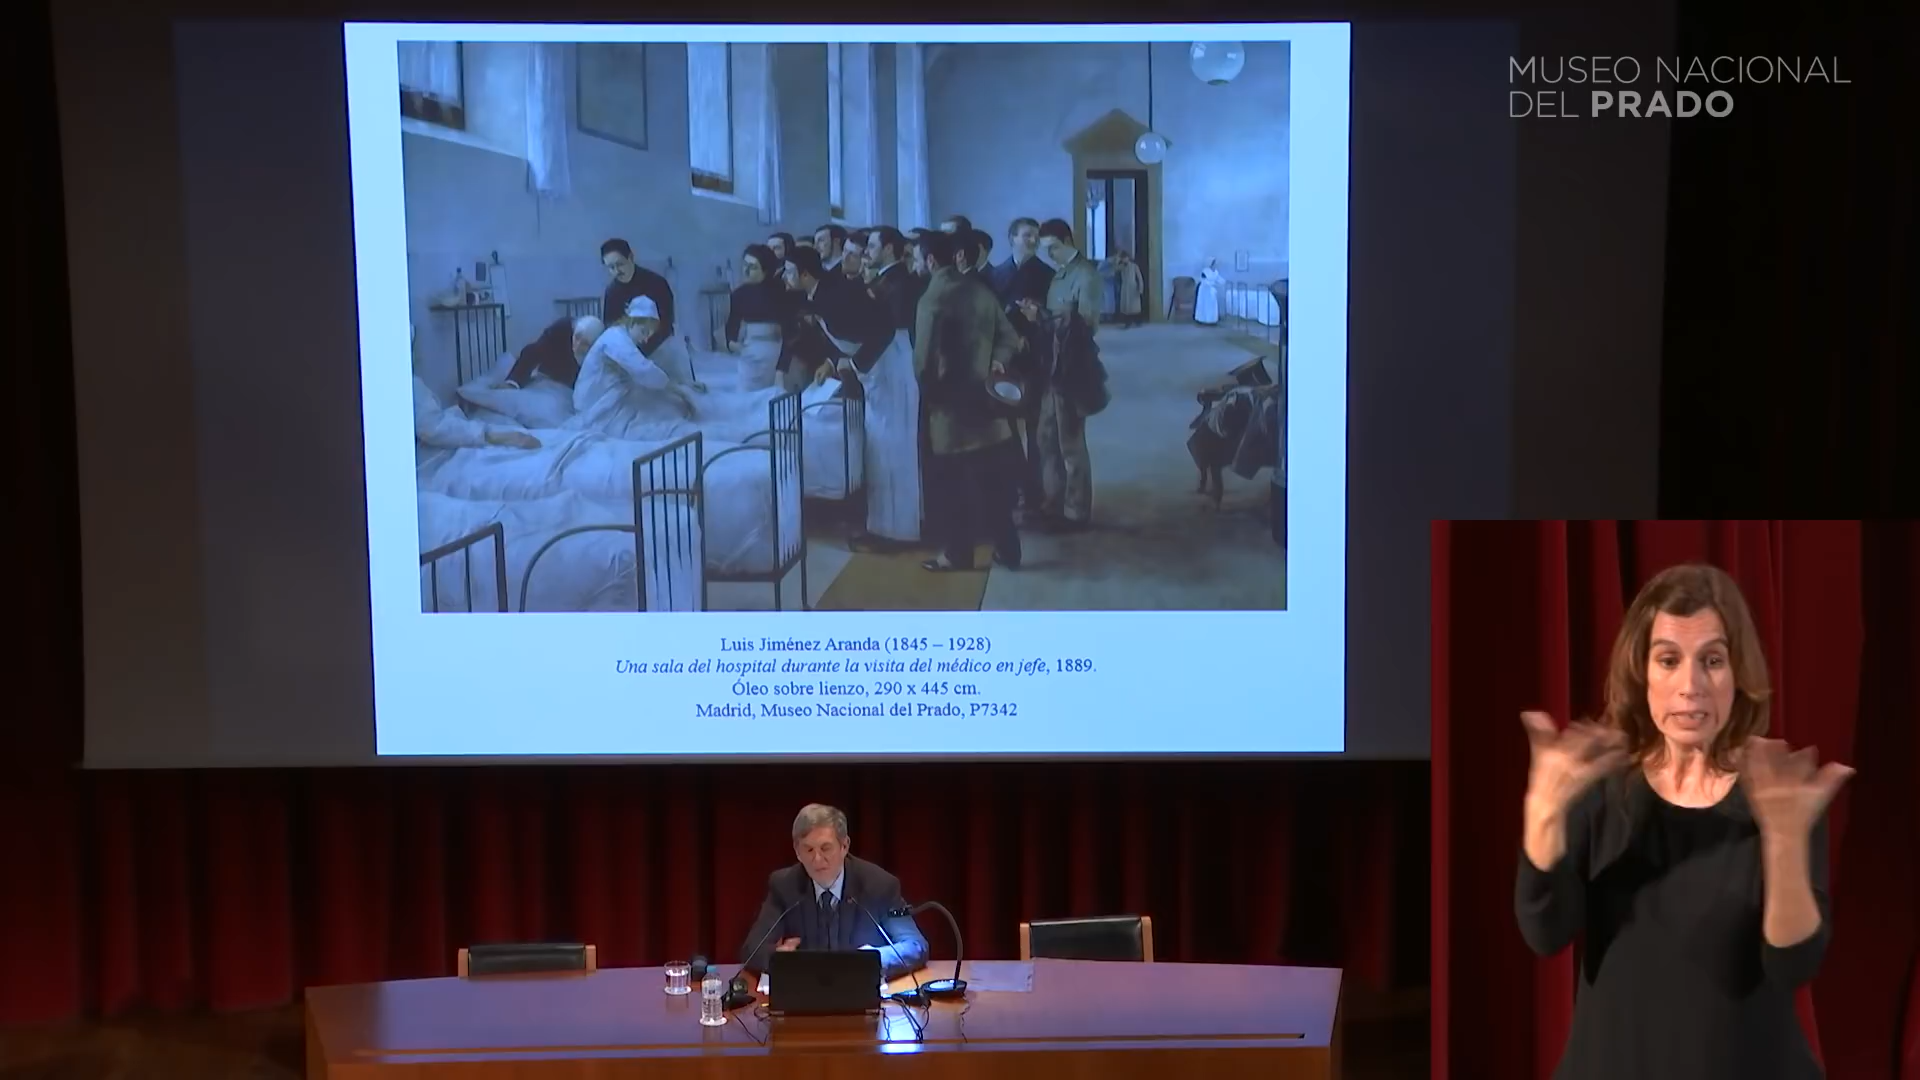 MUSEO NACIONAL
DEL PRADO
Luis Jiménez Aranda (1845 – 1928)
Una sala del hospital durante la visita del médico en jefe, 1889.
Óleo sobre lienzo, 290 x 445 cm.
Madrid, Museo Nacional del Prado, P7342